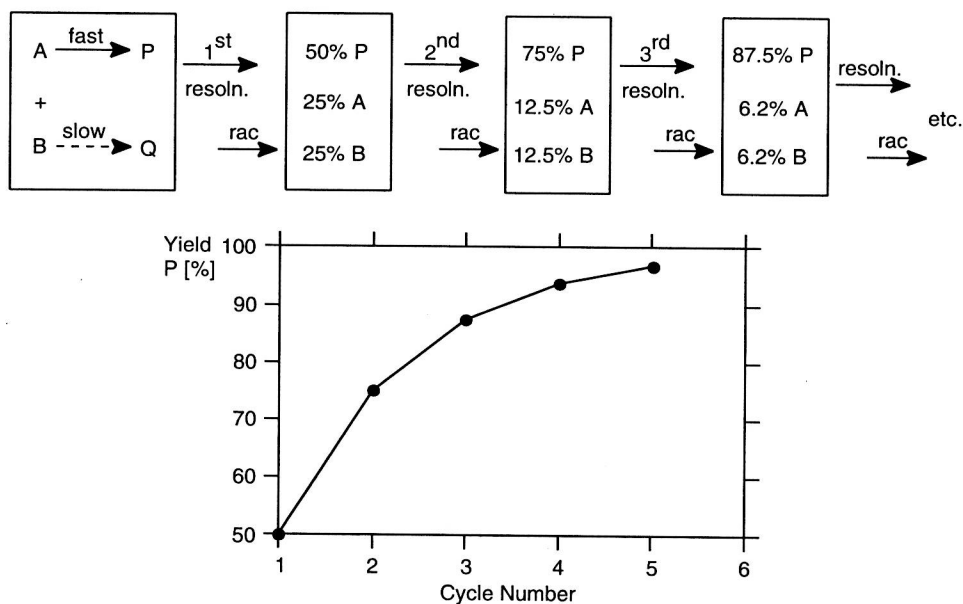 A fast P
+
B slow Q
1st
resoln.
rac
50% P
25% A
25% B
2nd
resoln.
rac
75% P
12.5% A
12.5% B
3rd
resoln.
rac
87.5% P
6.2% A
6.2% B
resoln.
rac
etc.
Yield
P [%]
100
90
80
70
60
50
1 2 3 4 5 6
Cycle Number